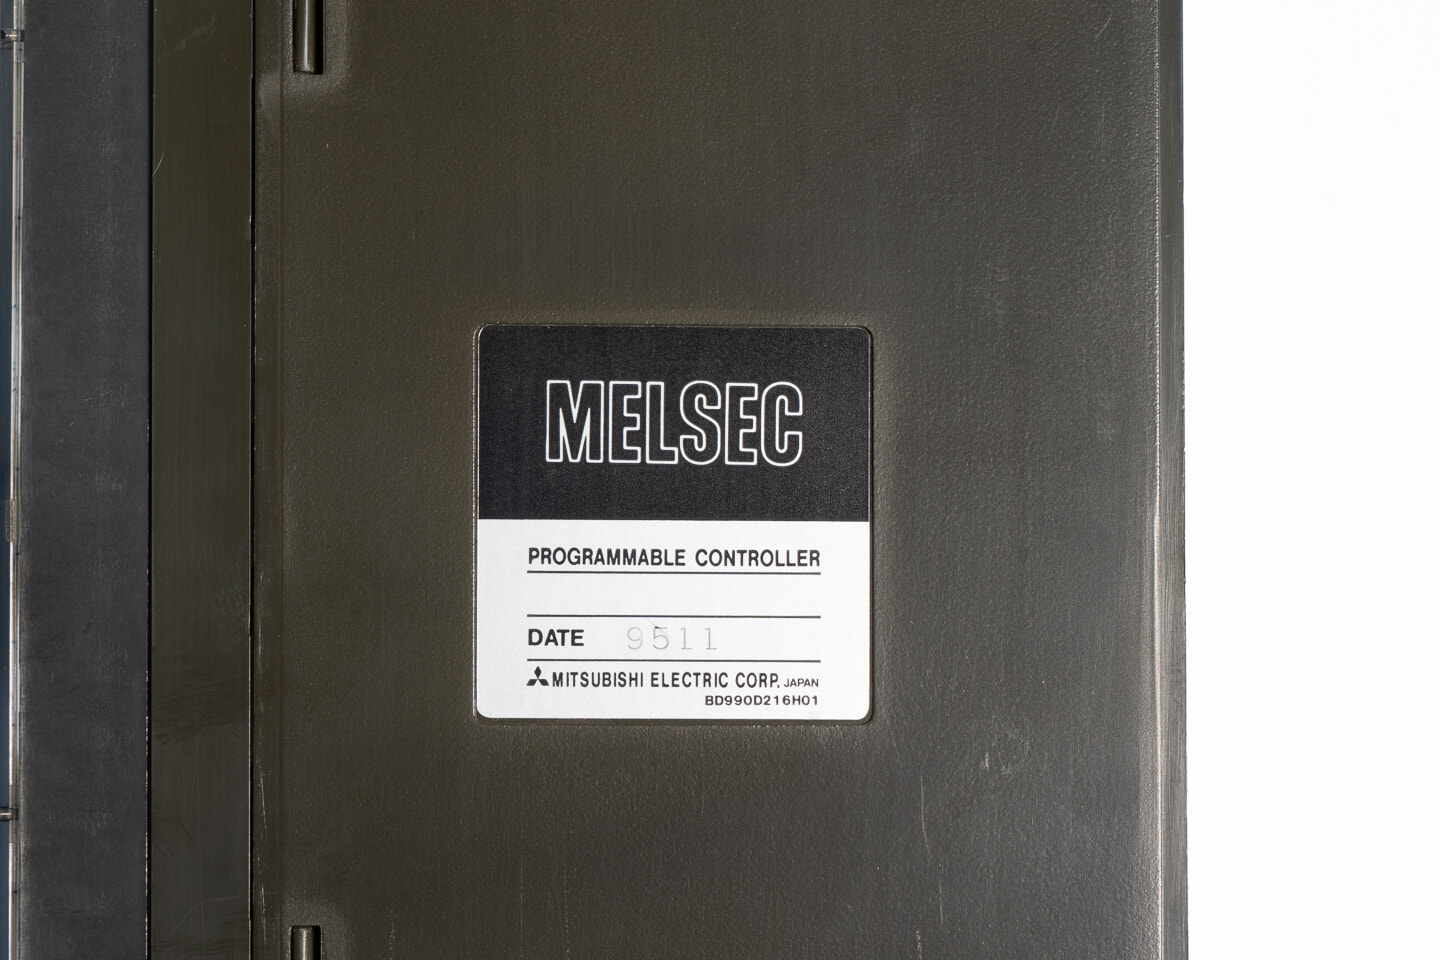 MELSEC
PROGRAMMABLE CONTROLLER
DATE 9511
MITSUBISHI ELECTRIC CORP. JAPAN
BD990D216H01